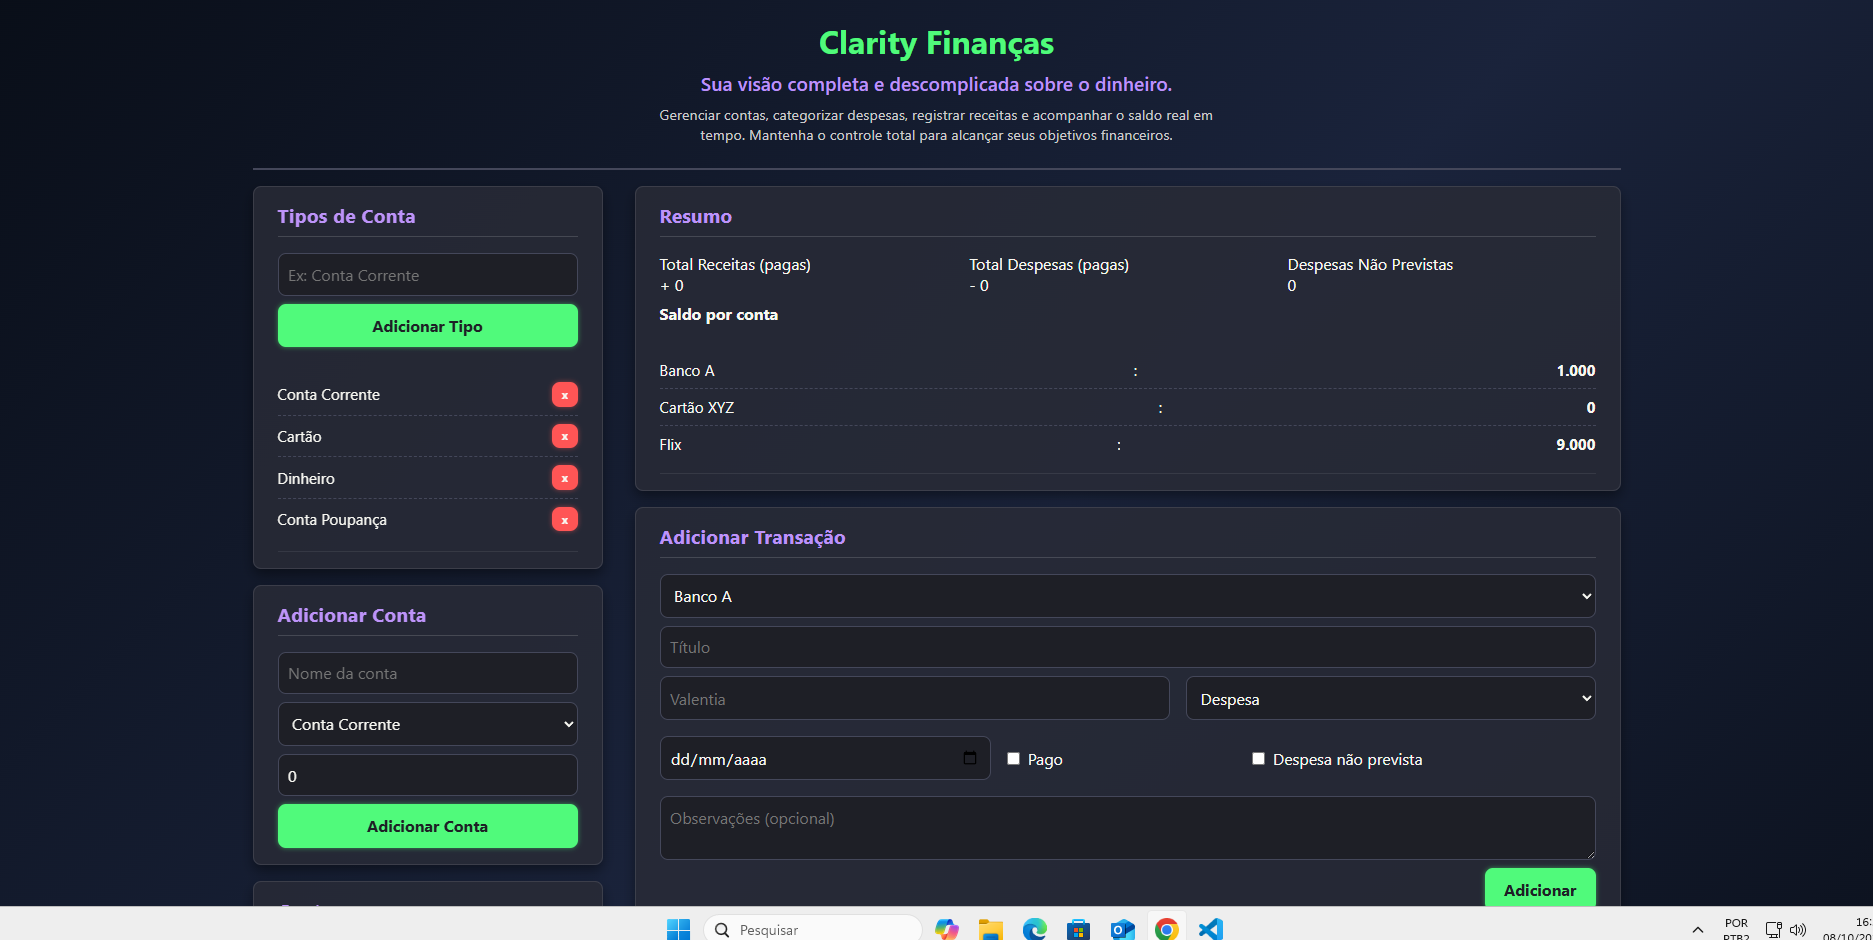 Clarity Finanças
Sua visão completa e descomplicada sobre o dinheiro.
Gerenciar contas, categorizar despesas, registrar receitas e acompanhar o saldo real em
tempo. Mantenha o controle total para alcançar seus objetivos financeiros.
Tipos de Conta
Ex: Conta Corrente
Adicionar Tipo
Conta Corrente x
Cartão x
Dinheiro x
Conta Poupança x
Adicionar Conta
Nome da conta
Conta Corrente
0
Adicionar Conta
Resumo
Total Receitas (pagas) Total Despesas (pagas) Despesas Não Previstas
+ 0 - 0 0
Saldo por conta
Banco A : 1.000
Cartão XYZ : 0
Flix : 9.000
Adicionar Transação
Banco A
Título
Valentia Despesa
dd/mm/aaaa Pago Despesa não prevista
Observações (opcional)
Adicionar
Pesquisar
POR
16: